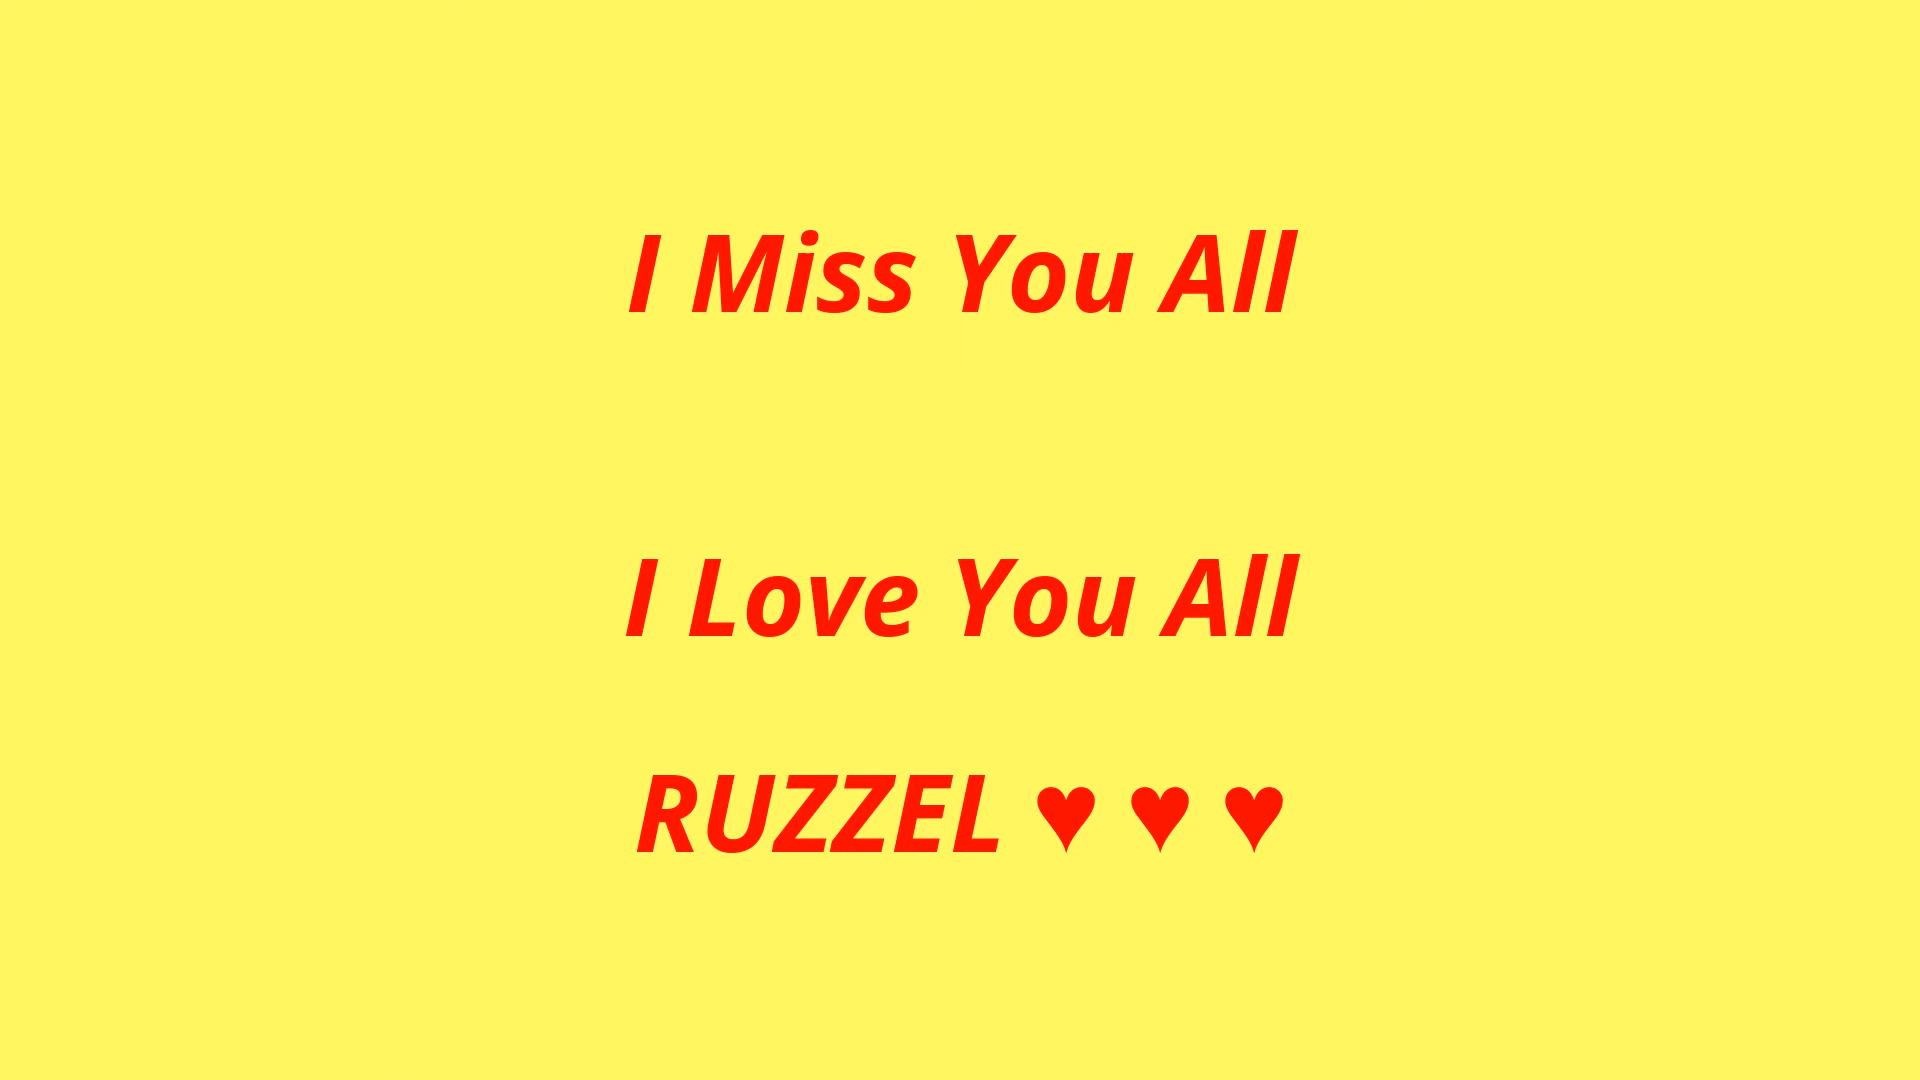 I Miss You All
I Love You All
RUZZEL ♥ ♥ ♥